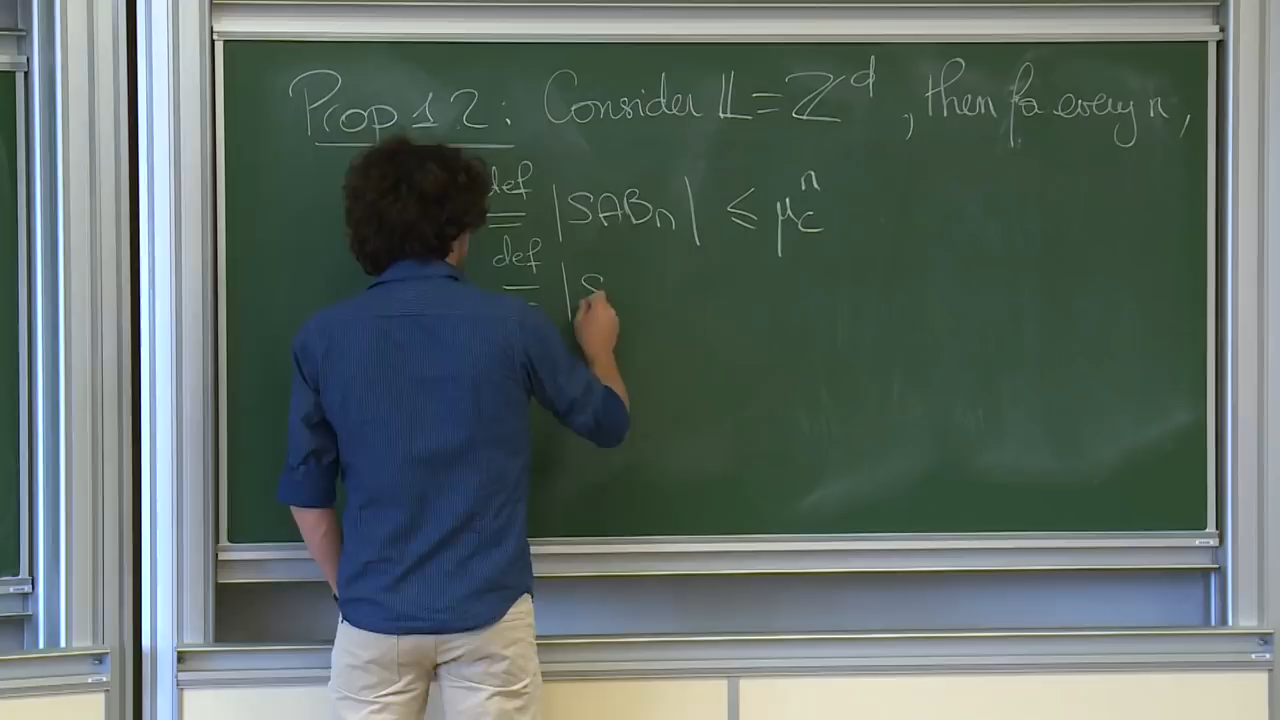 Prop 1.2: Consider 𝕃 = ℤ^d, then for every n,
def = |SAB_n| ≤ μ_c^n
def = |S